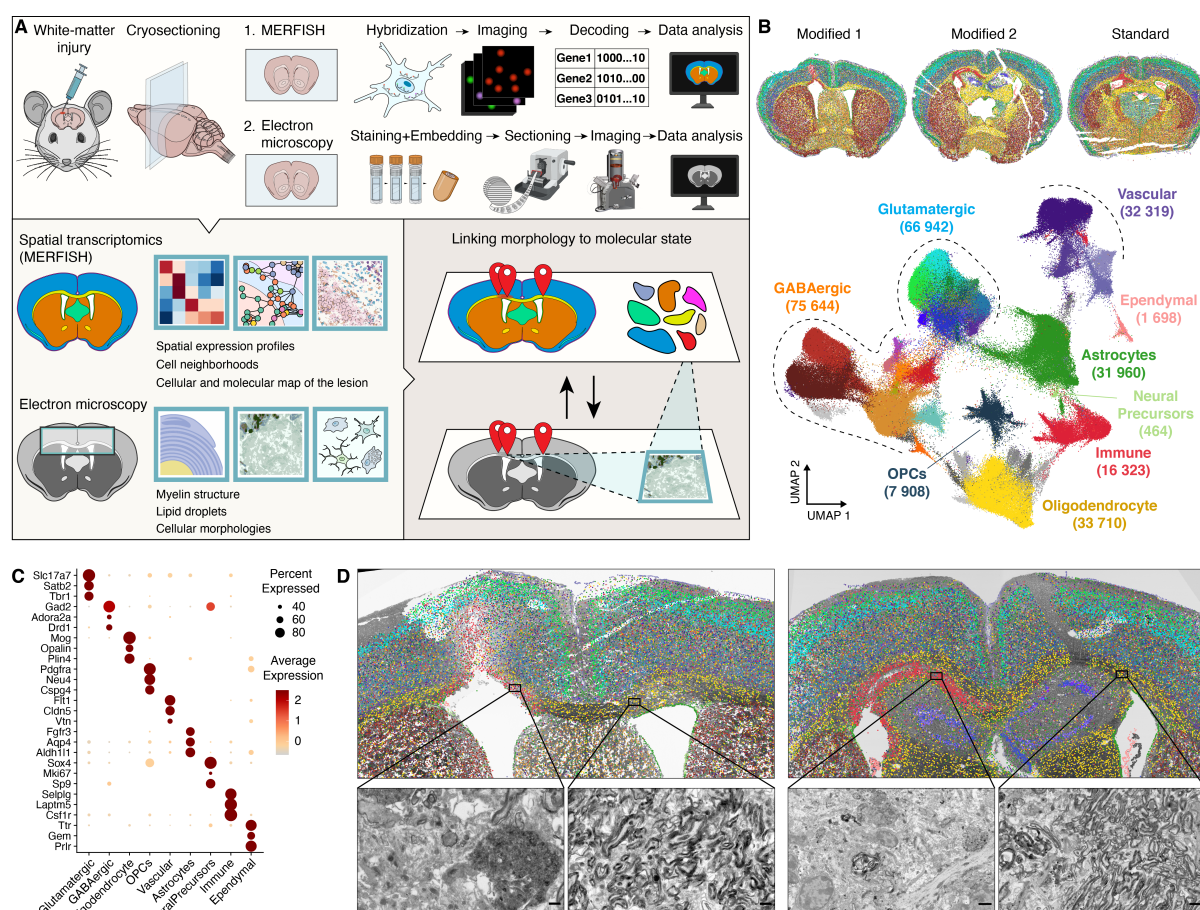 A
White-matter
injury
Cryosectioning
1. MERFISH
2. Electron
microscopy
Hybridization
Imaging
Decoding
Data analysis
Gene1 1000...10
Gene2 1010...00
Gene3 0101...10
Staining+Embedding
Sectioning
Imaging
Data analysis
Spatial transcriptomics
(MERFISH)
Spatial expression profiles
Cell neighborhoods
Cellular and molecular map of the lesion
Electron microscopy
Myelin structure
Lipid droplets
Cellular morphologies
Linking morphology to molecular state
B
Modified 1
Modified 2
Standard
Vascular
(32 319)
Glutamatergic
(66 942)
GABAergic
(75 644)
Ependymal
(1 698)
Astrocytes
(31 960)
Neural
Precursors
(464)
Immune
(16 323)
OPCs
(7 908)
Oligodendrocyte
(33 710)
UMAP 2
UMAP 1
C
Slc17a7
Satb2
Tbr1
Gad2
Adora2a
Drd1
Mog
Opalin
Plin4
Pdgfra
Neu4
Cspg4
Flt1
Cldn5
Vtn
Fgfr3
Aqp4
Aldh1l1
Sox4
Mki67
Sp9
Selplg
Laptm5
Csf1r
Ttr
Gem
Prlr
Glutamatergic
GABAergic
godendrocyte
OPCs
Vascular
Astrocytes
ralPrecursors
Immune
Ependymal
Percent
Expressed
40
60
80
Average
Expression
2
1
0
D